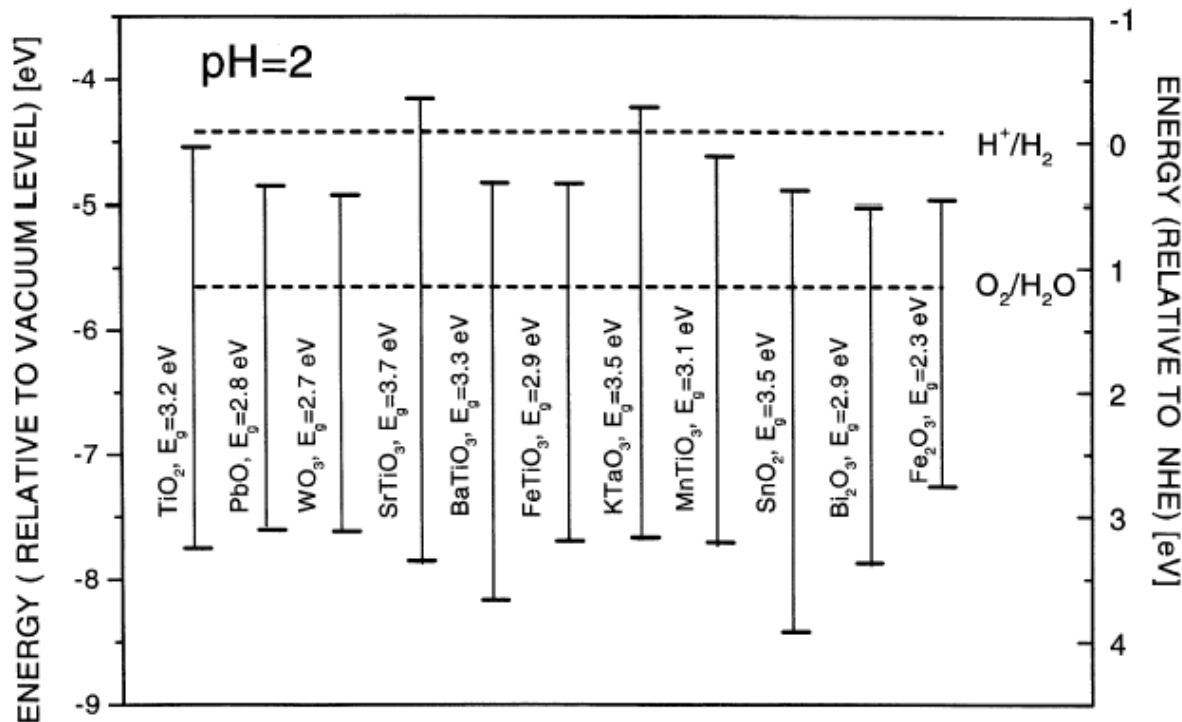 pH=2
ENERGY ( RELATIVE TO VACUUM LEVEL) [eV]
-4
-5
-6
-7
-8
-9
TiO₂, E_g=3.2 eV
PbO, E_g=2.8 eV
WO₃, E_g=2.7 eV
SrTiO₃, E_g=3.7 eV
BaTiO₃, E_g=3.3 eV
FeTiO₃, E_g=2.9 eV
KTaO₃, E_g=3.5 eV
MnTiO₃, E_g=3.1 eV
SnO₂, E_g=3.5 eV
Bi₂O₃, E_g=2.9 eV
Fe₂O₃, E_g=2.3 eV
H⁺/H₂
O₂/H₂O
-1
0
1
2
3
4
ENERGY (RELATIVE TO NHE) [eV]